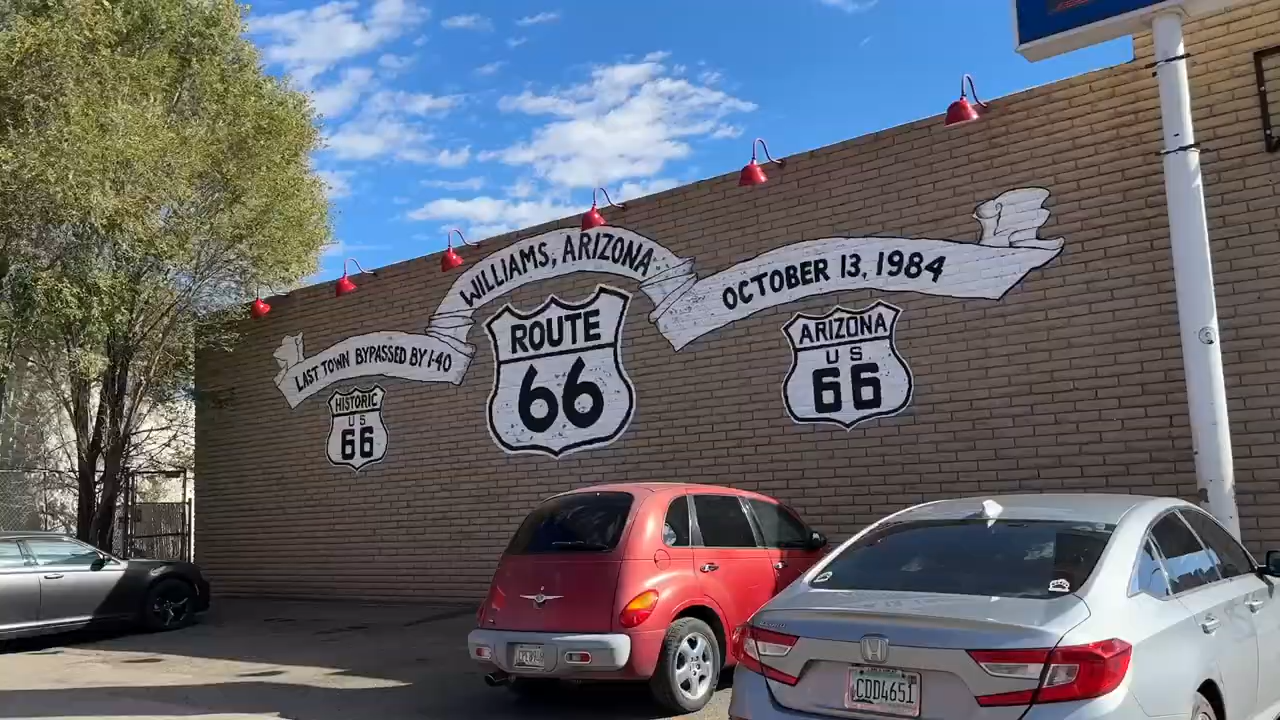 WILLIAMS, ARIZONA
OCTOBER 13, 1984
LAST TOWN BYPASSED BY I-40
HISTORIC
US
66
ROUTE
66
ARIZONA
US
66
CDD4651